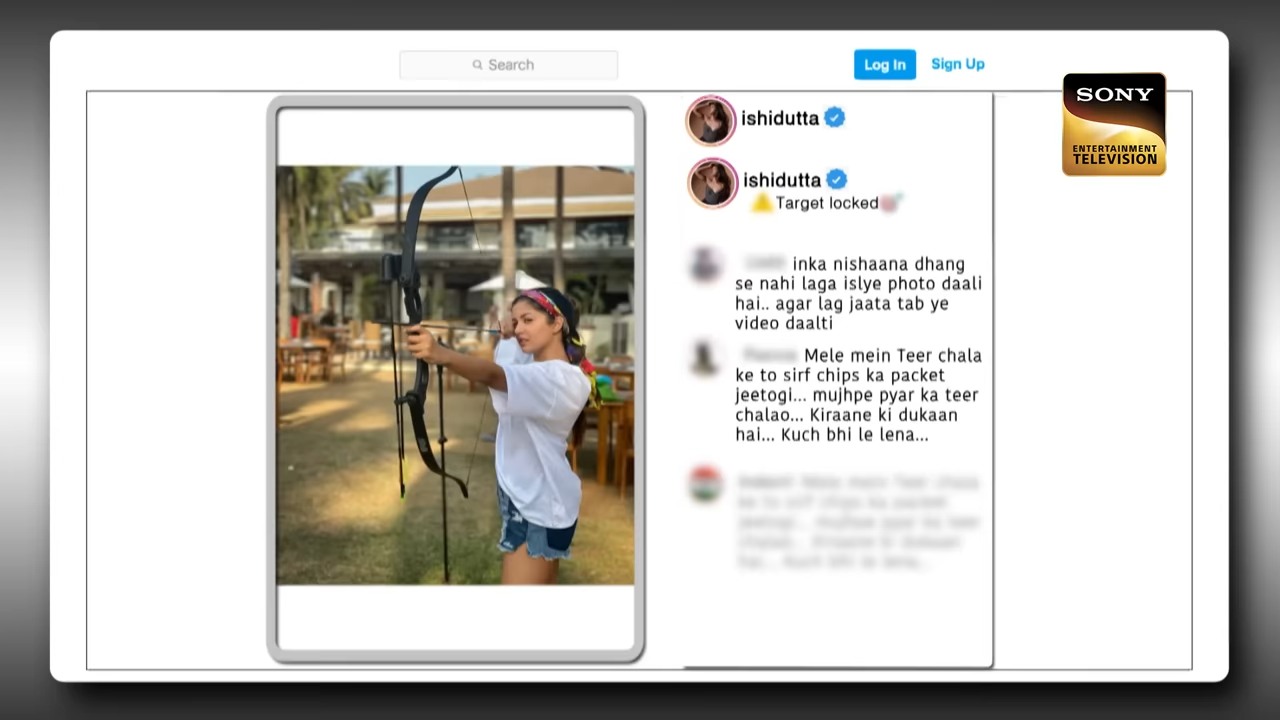 Search
Log In
Sign Up
SONY
ENTERTAINMENT
TELEVISION
ishidutta
ishidutta
Target locked
inka nishaana dhang
se nahi laga islye photo daali
hai.. agar lag jaata tab ye
video daalti
Mele mein Teer chala
ke to sirf chips ka packet
jeetogi... mujhpe pyar ka teer
chalao... Kiraane ki dukaan
hai... Kuch bhi le lena...